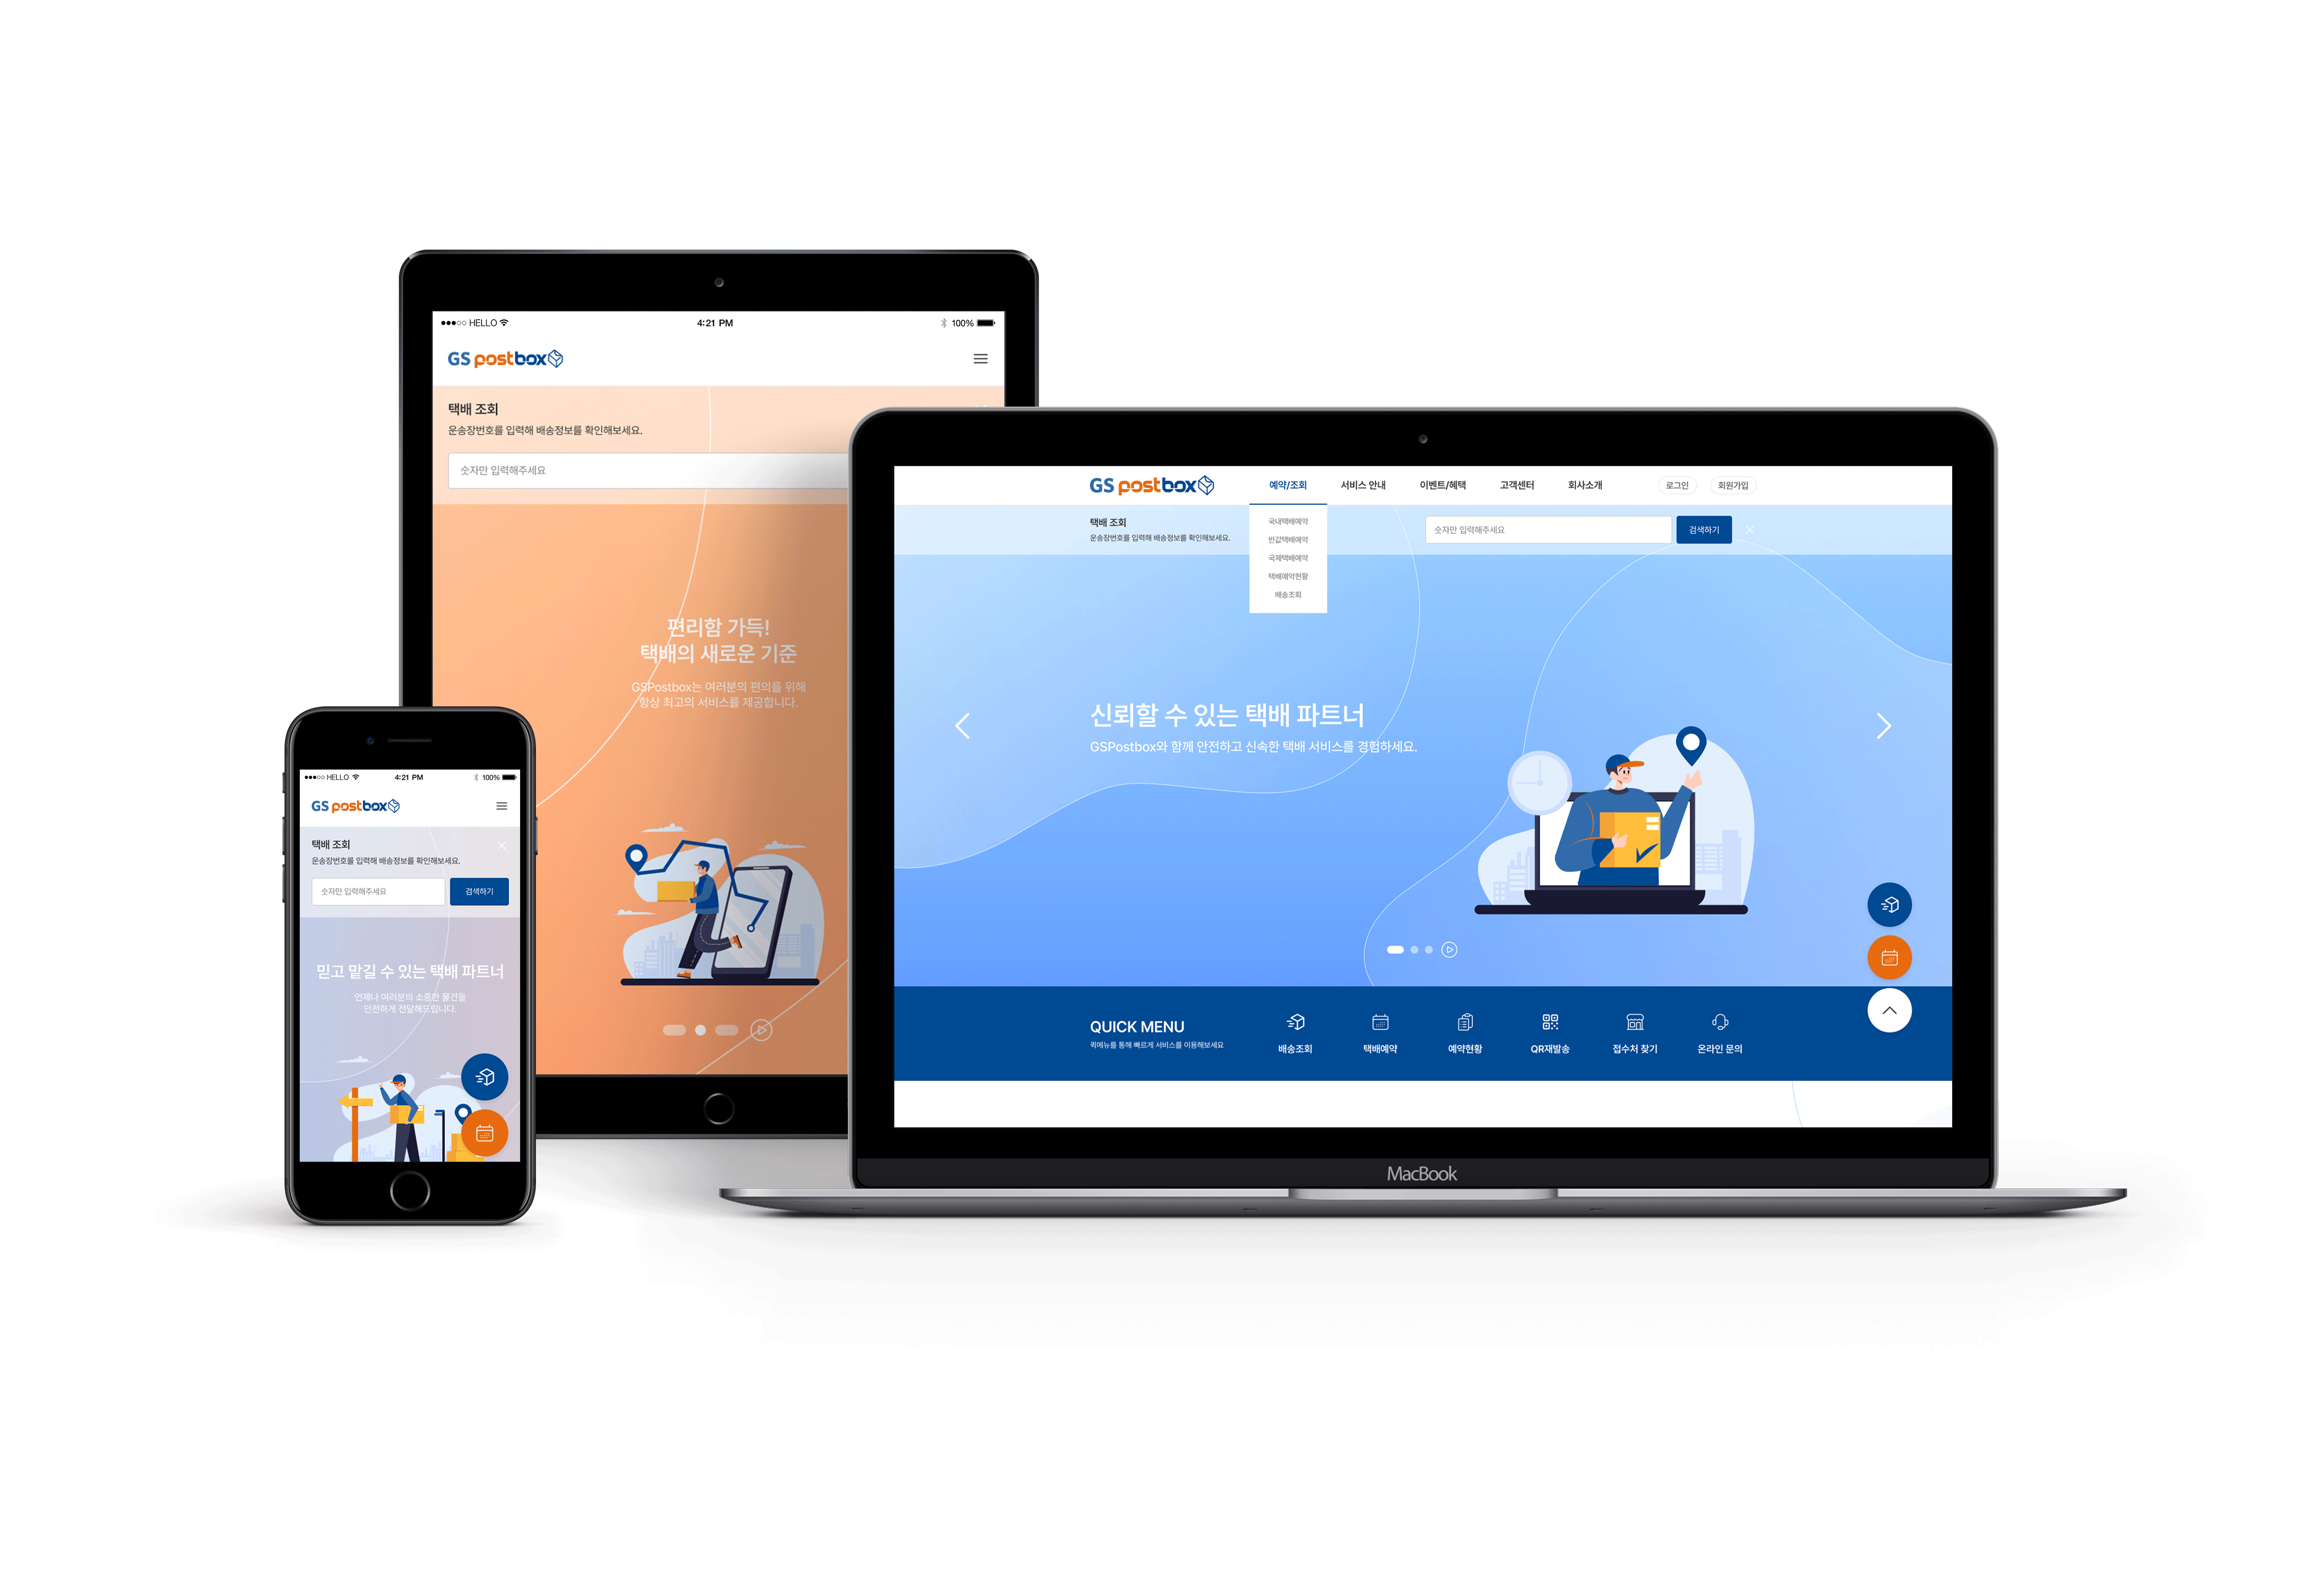 HELLO 4:21 PM 100%
GS postbox
택배 조회
운송장번호를 입력해 배송정보를 확인해보세요.
숫자만 입력해주세요
편리함 가득!
택배의 새로운 기준
GSPostbox는 여러분의 편의를 위해
항상 최고의 서비스를 제공합니다.
HELLO 4:21 PM 100%
GS postbox
택배 조회
운송장번호를 입력해 배송정보를 확인해보세요.
숫자만 입력해주세요 검색하기
믿고 맡길 수 있는 택배 파트너
언제나 여러분의 소중한 물건을
안전하게 전달해드립니다.
GS postbox 예약/조회 서비스 안내 이벤트/혜택 고객센터 회사소개 로그인 회원가입
택배 조회
운송장번호를 입력해 배송정보를 확인해보세요.
숫자만 입력해주세요 검색하기
국내택배예약
반값택배예약
국제택배예약
택배예약현황
배송조회
신뢰할 수 있는 택배 파트너
GSPostbox와 함께 안전하고 신속한 택배 서비스를 경험하세요.
QUICK MENU
퀵메뉴를 통해 빠르게 서비스를 이용해보세요
배송조회 택배예약 예약현황 QR재발송 접수처 찾기 온라인 문의
MacBook